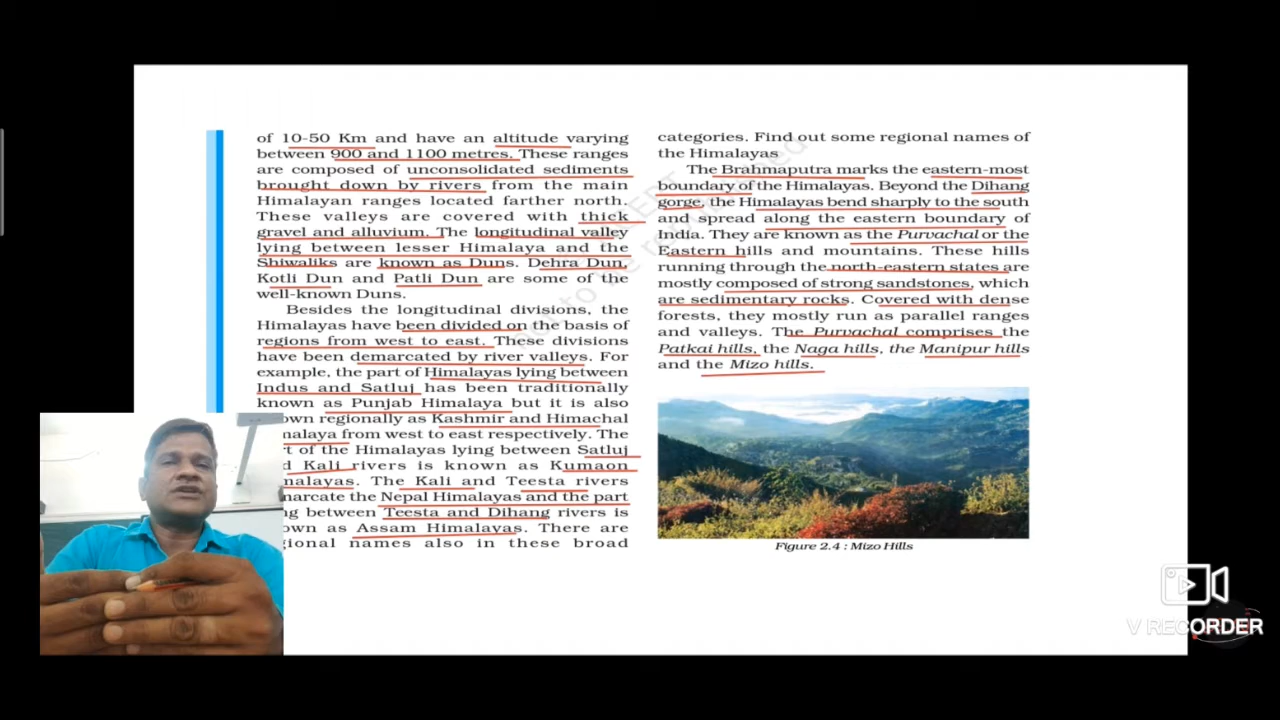 of 10-50 Km and have an altitude varying
between 900 and 1100 metres. These ranges
are composed of unconsolidated sediments
brought down by rivers from the main
Himalayan ranges located farther north.
These valleys are covered with thick
gravel and alluvium. The longitudinal valley
lying between lesser Himalaya and the
Shiwaliks are known as Duns. Dehra Dun,
Kotli Dun and Patli Dun are some of the
well-known Duns.
Besides the longitudinal divisions, the
Himalayas have been divided on the basis of
regions from west to east. These divisions
have been demarcated by river valleys. For
example, the part of Himalayas lying between
Indus and Satluj has been traditionally
known as Punjab Himalaya but it is also
own regionally as Kashmir and Himachal
malaya from west to east respectively. The
rt of the Himalayas lying between Satluj
d Kali rivers is known as Kumaon
malayas. The Kali and Teesta rivers
marcate the Nepal Himalayas and the part
ng between Teesta and Dihang rivers is
own as Assam Himalayas. There are
gional names also in these broad
categories. Find out some regional names of
the Himalayas
The Brahmaputra marks the eastern-most
boundary of the Himalayas. Beyond the Dihang
gorge, the Himalayas bend sharply to the south
and spread along the eastern boundary of
India. They are known as the Purvachal or the
Eastern hills and mountains. These hills
running through the north-eastern states are
mostly composed of strong sandstones, which
are sedimentary rocks. Covered with dense
forests, they mostly run as parallel ranges
and valleys. The Purvachal comprises the
Patkai hills, the Naga hills, the Manipur hills
and the Mizo hills.
Figure 2.4 : Mizo Hills
V RECORDER